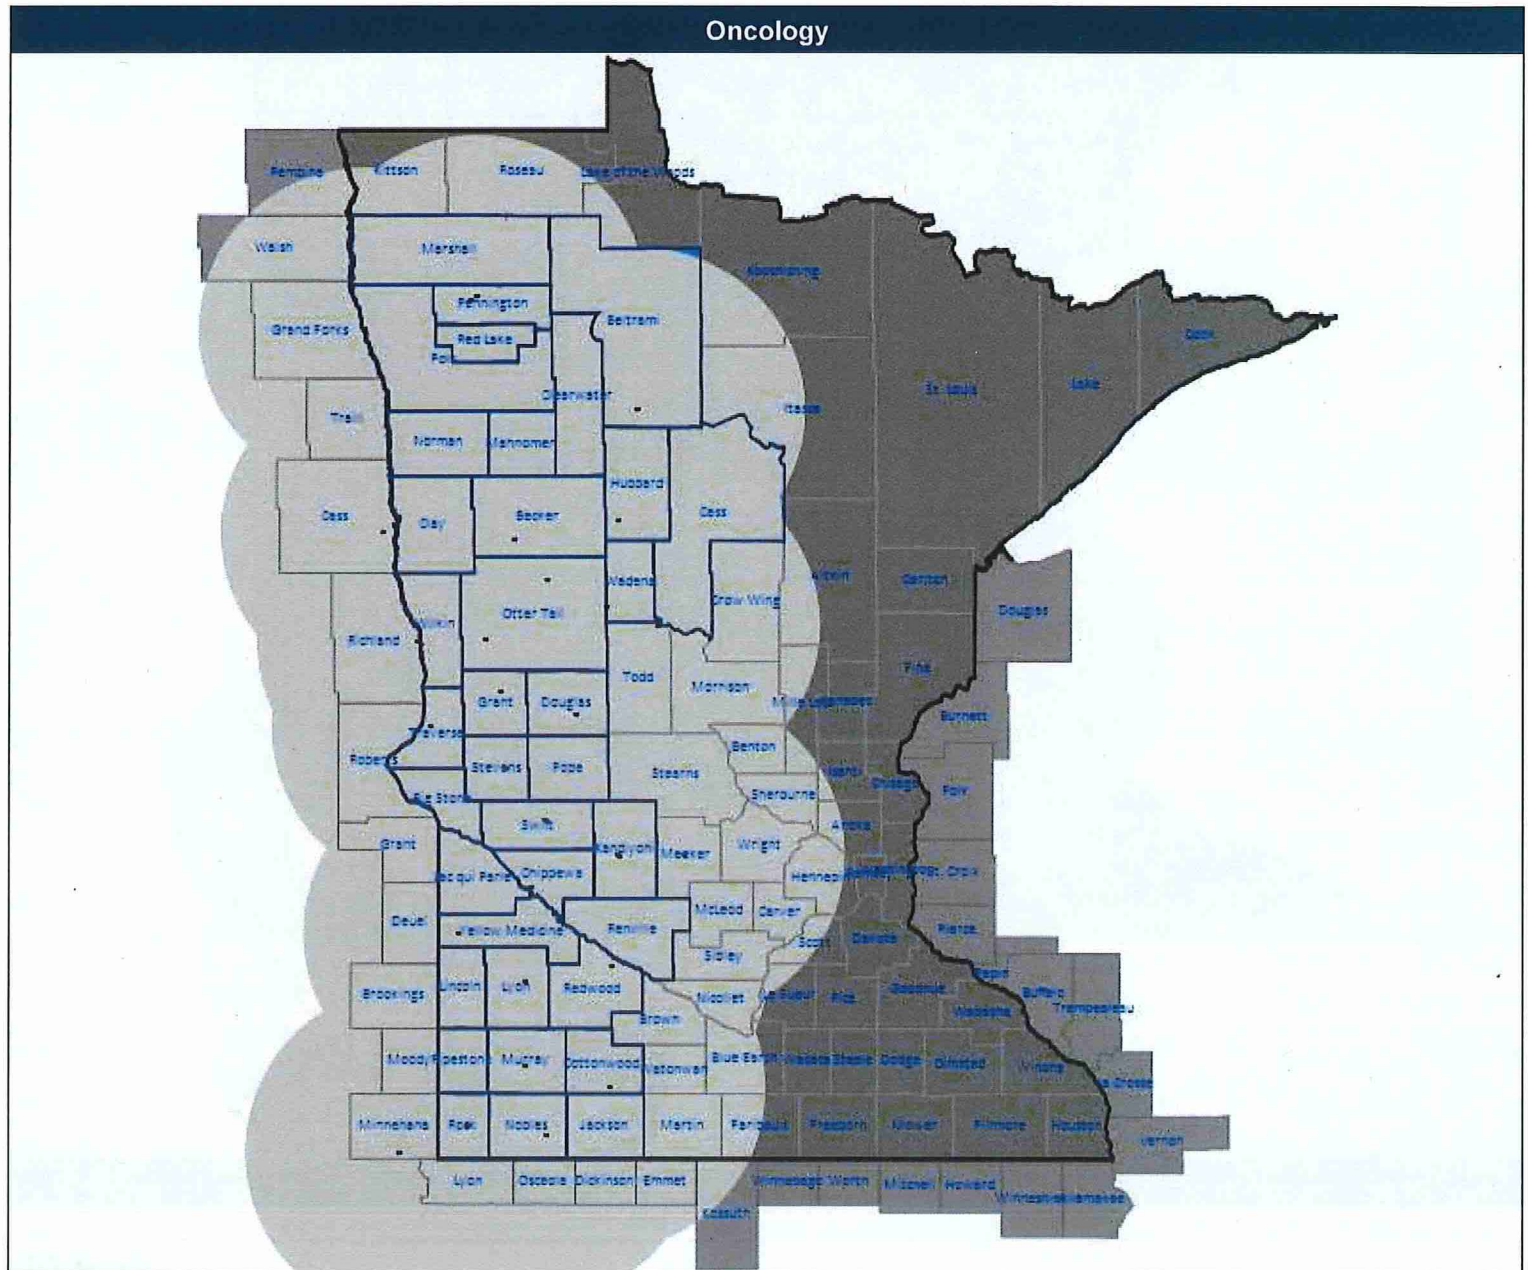 Oncology
Pembina
Kittson
Roseau
Lake of the Woods
Walsh
Marshall
Koochiching
Pennington
Grand Forks
Beltrami
Red Lake
Cook
Clearwater
Itasca
St. Louis
Lake
Traill
Norman
Mahnomen
Hubbard
Cass
Cass
Clay
Becker
Aitkin
Carlton
Wadena
Crow Wing
Douglas
Otter Tail
Wilkin
Richland
Pine
Todd
Morrison
Grant
Douglas
Burnett
Traverse
Benton
Roberts
Stevens
Pope
Stearns
Isanti
Chisago
Polk
Sherburne
Big Stone
Swift
Anoka
Grant
Kandiyohi
Meeker
Wright
Lac qui Parle
Chippewa
Hennepin
St. Croix
McLeod
Carver
Deuel
Yellow Medicine
Renville
Scott
Dakota
Pierce
Sibley
Pepin
Brookings
Lincoln
Lyon
Redwood
Nicollet
Le Sueur
Rice
Goodhue
Buffalo
Wabasha
Trempealeau
Brown
Moody
Pipestone
Murray
Cottonwood
Watonwan
Blue Earth
Waseca
Steele
Dodge
Olmsted
Winona
La Crosse
Minnehaha
Rock
Nobles
Jackson
Martin
Faribault
Freeborn
Mower
Fillmore
Houston
Vernon
Lyon
Osceola
Dickinson
Emmet
Winnebago
Worth
Mitchell
Howard
Winneshiek
Allamakee
Kossuth